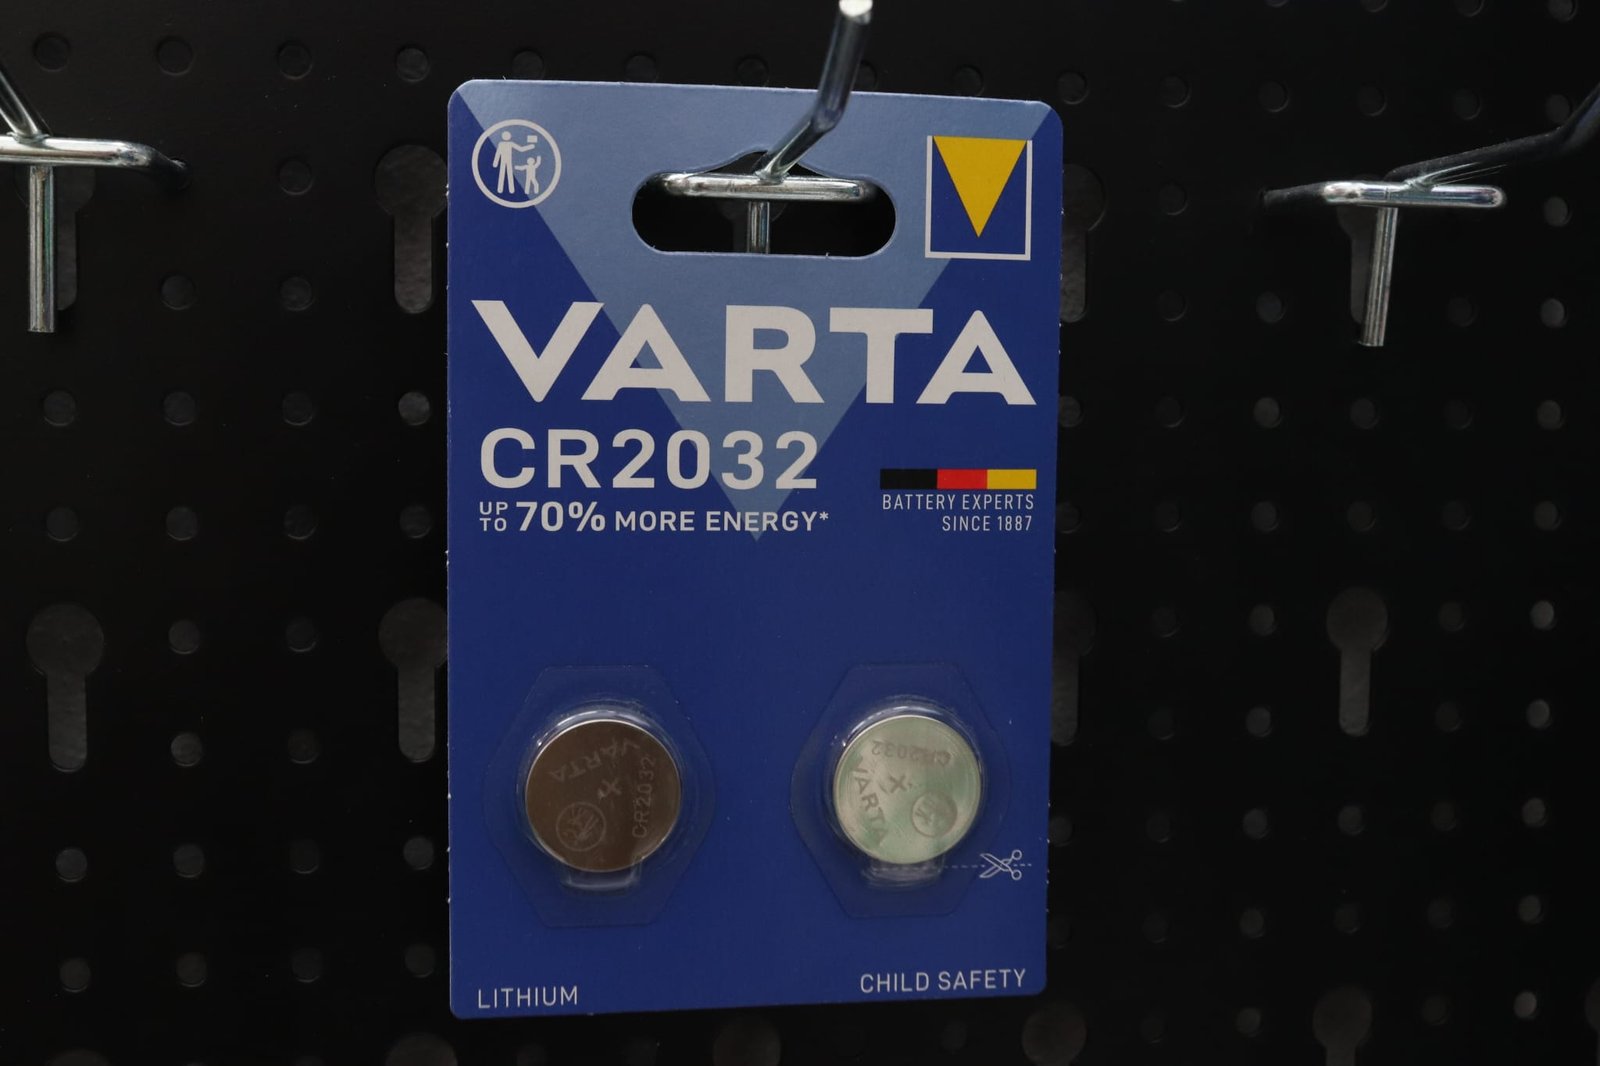 VARTA
CR2032
UP TO 70% MORE ENERGY*
BATTERY EXPERTS
SINCE 1887
VARTA
CR2032
CR2032
VARTA
LITHIUM
CHILD SAFETY